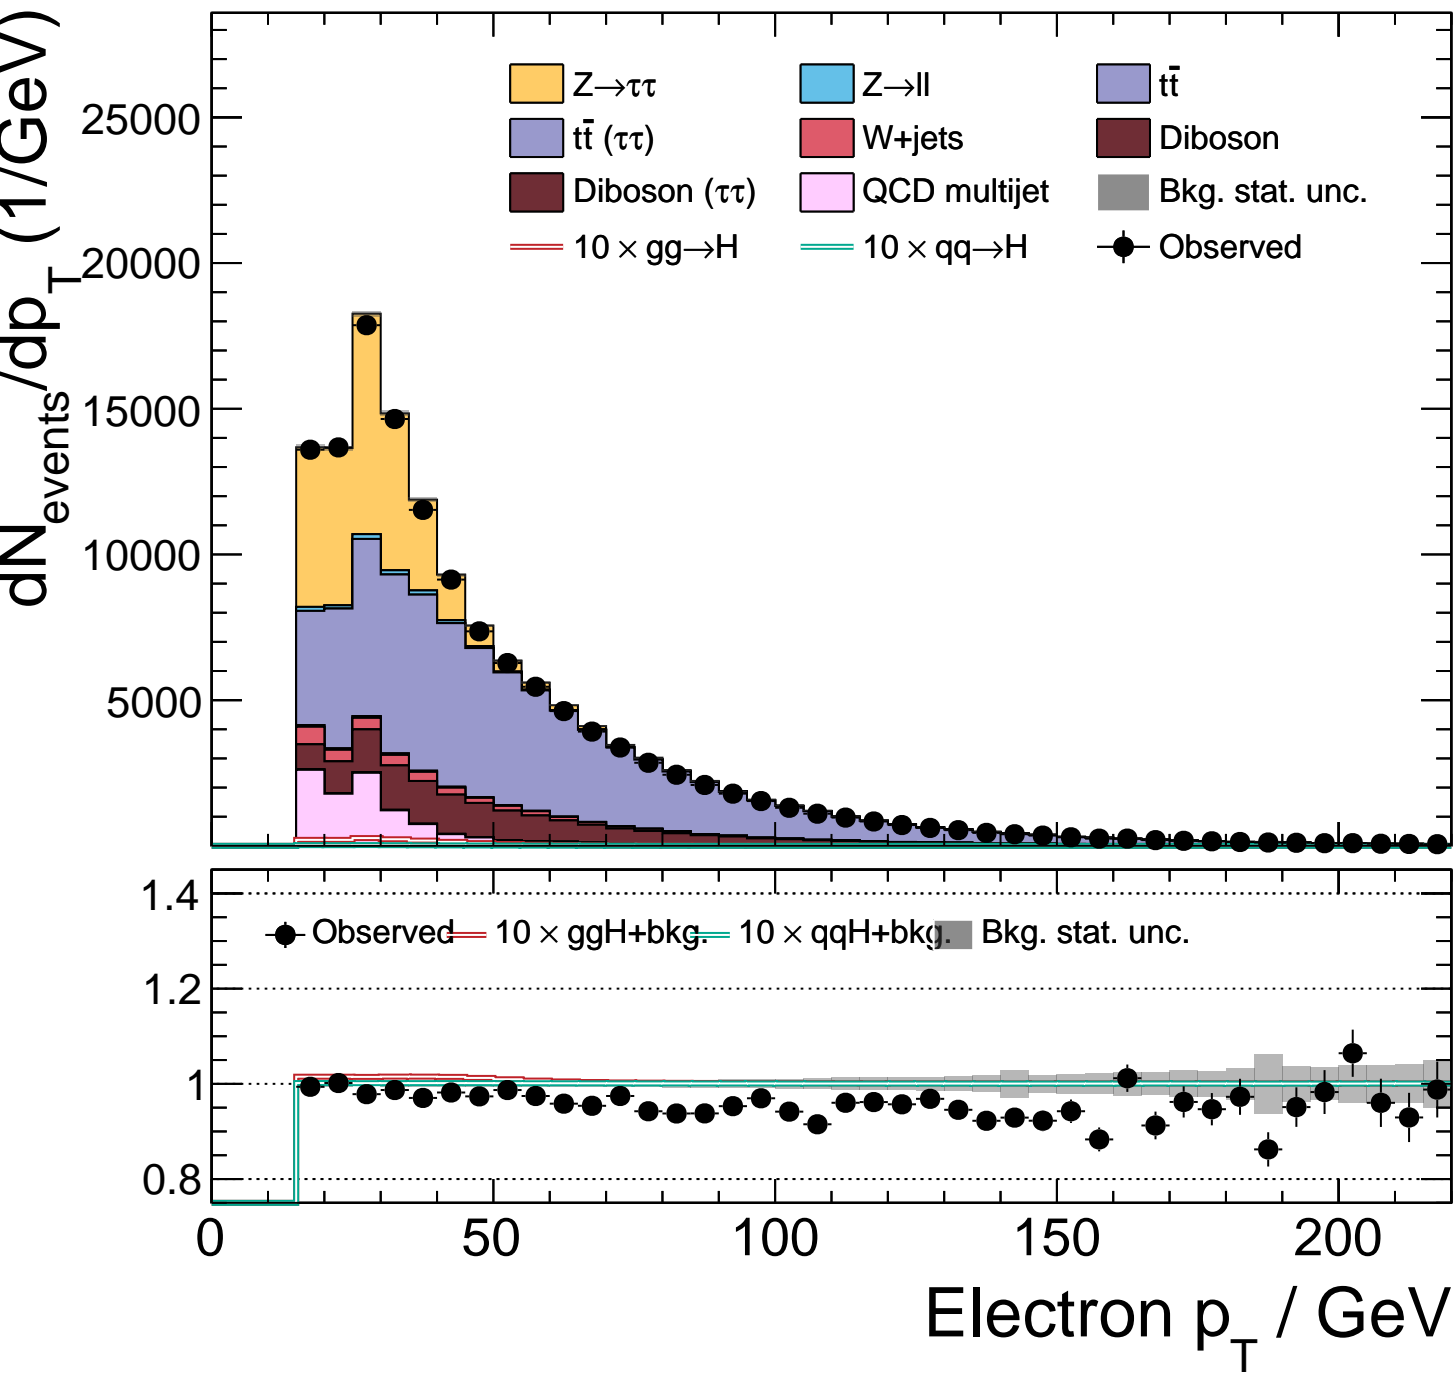 dN_events/dp_T (1/GeV)
Z→ττ Z→ll tt̄
tt̄ (ττ) W+jets Diboson
Diboson (ττ) QCD multijet Bkg. stat. unc.
10 × gg→H 10 × qq→H Observed
25000
20000
15000
10000
5000
1.4
Observed 10 × ggH+bkg. 10 × qqH+bkg. Bkg. stat. unc.
1.2
1
0.8
0 50 100 150 200
Electron p_T / GeV